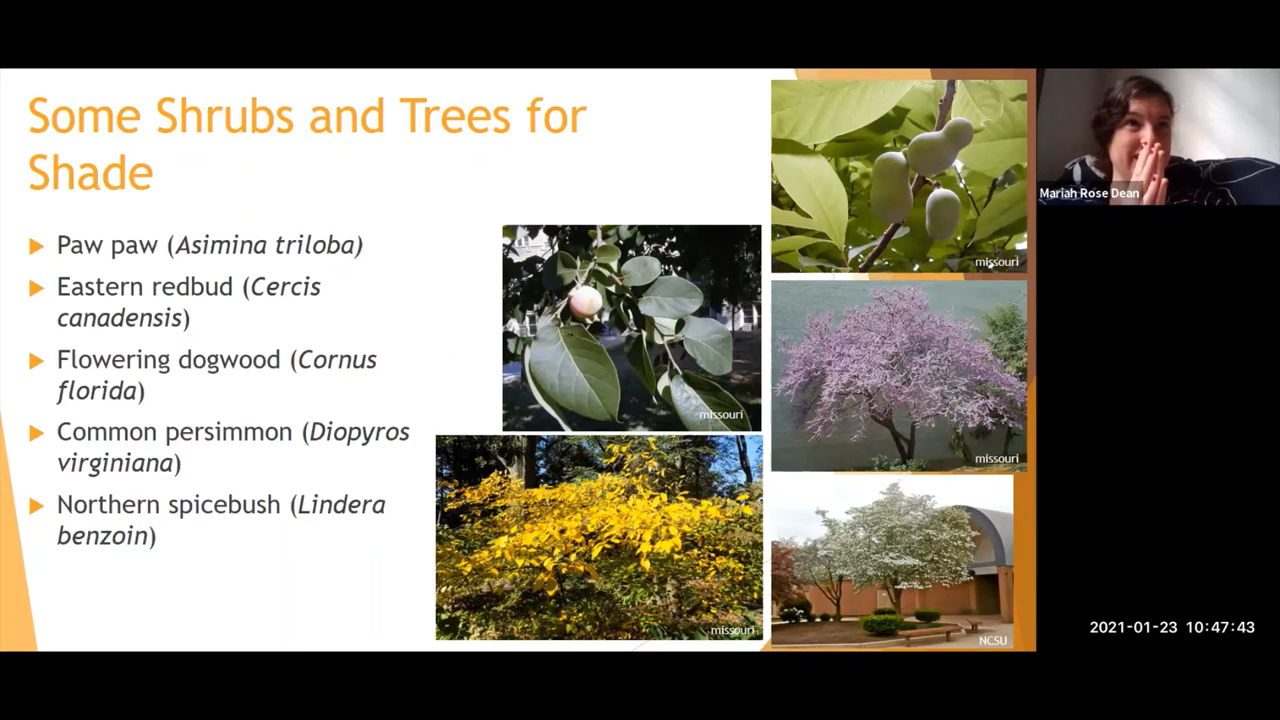 Some Shrubs and Trees for
Shade
Paw paw (Asimina triloba)
Eastern redbud (Cercis
canadensis)
Flowering dogwood (Cornus
florida)
Common persimmon (Diopyros
virginiana)
Northern spicebush (Lindera
benzoin)
missouri
missouri
missouri
missouri
NCSU
Mariah Rose Dean
2021-01-23 10:47:43